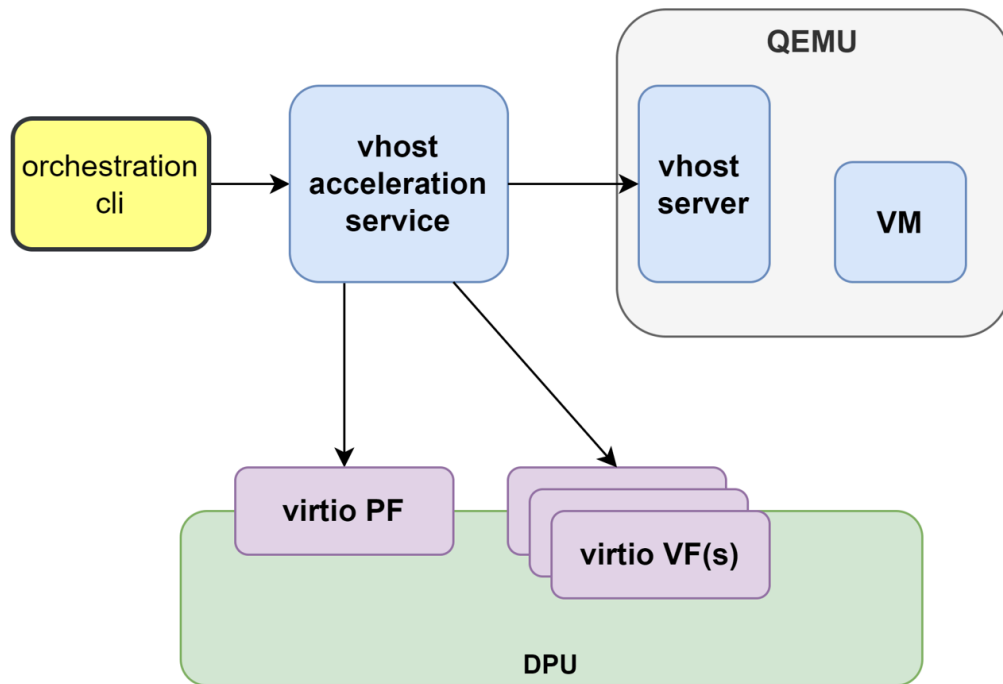 QEMU
orchestration
cli
vhost
acceleration
service
vhost
server
VM
virtio PF
virtio VF(s)
DPU